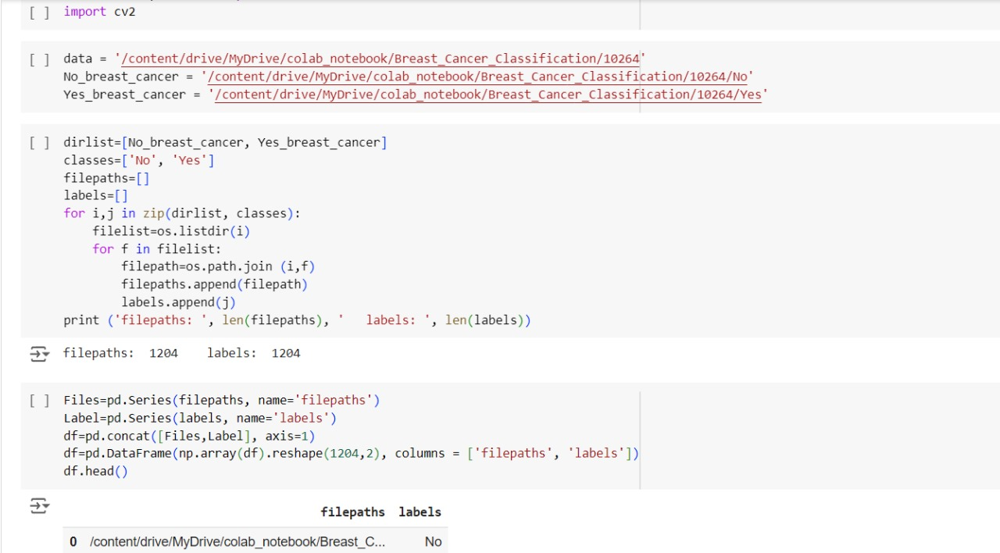 [ ] import cv2
[ ] data = '/content/drive/MyDrive/colab_notebook/Breast_Cancer_Classification/10264'
No_breast_cancer = '/content/drive/MyDrive/colab_notebook/Breast_Cancer_Classification/10264/No'
Yes_breast_cancer = '/content/drive/MyDrive/colab_notebook/Breast_Cancer_Classification/10264/Yes'
[ ] dirlist=[No_breast_cancer, Yes_breast_cancer]
classes=['No', 'Yes']
filepaths=[]
labels=[]
for i,j in zip(dirlist, classes):
    filelist=os.listdir(i)
    for f in filelist:
        filepath=os.path.join (i,f)
        filepaths.append(filepath)
        labels.append(j)
print ('filepaths: ', len(filepaths), '   labels: ', len(labels))
filepaths:  1204    labels:  1204
[ ] Files=pd.Series(filepaths, name='filepaths')
Label=pd.Series(labels, name='labels')
df=pd.concat([Files,Label], axis=1)
df=pd.DataFrame(np.array(df).reshape(1204,2), columns = ['filepaths', 'labels'])
df.head()
filepaths labels
0 /content/drive/MyDrive/colab_notebook/Breast_C... No